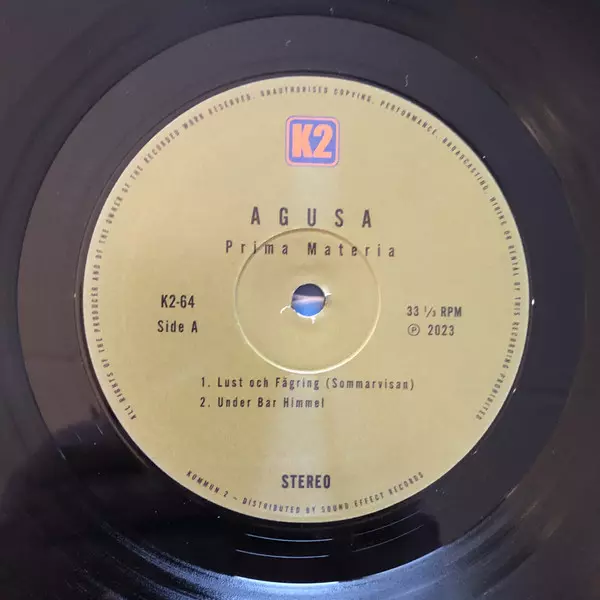 ALL RIGHTS OF THE PRODUCER AND OF THE OWNER OF THE RECORDED WORK RESERVED. UNAUTHORISED COPYING, PERFORMANCE, BROADCASTING, HIRING OR RENTAL OF THIS RECORDING PROHIBITED
K2
AGUSA
Prima Materia
K2-64
Side A
33 1/3 RPM
Ⓟ 2023
1. Lust och Fägring (Sommarvisan)
2. Under Bar Himmel
STEREO
KOMMUN 2 - DISTRIBUTED BY SOUND EFFECT RECORDS